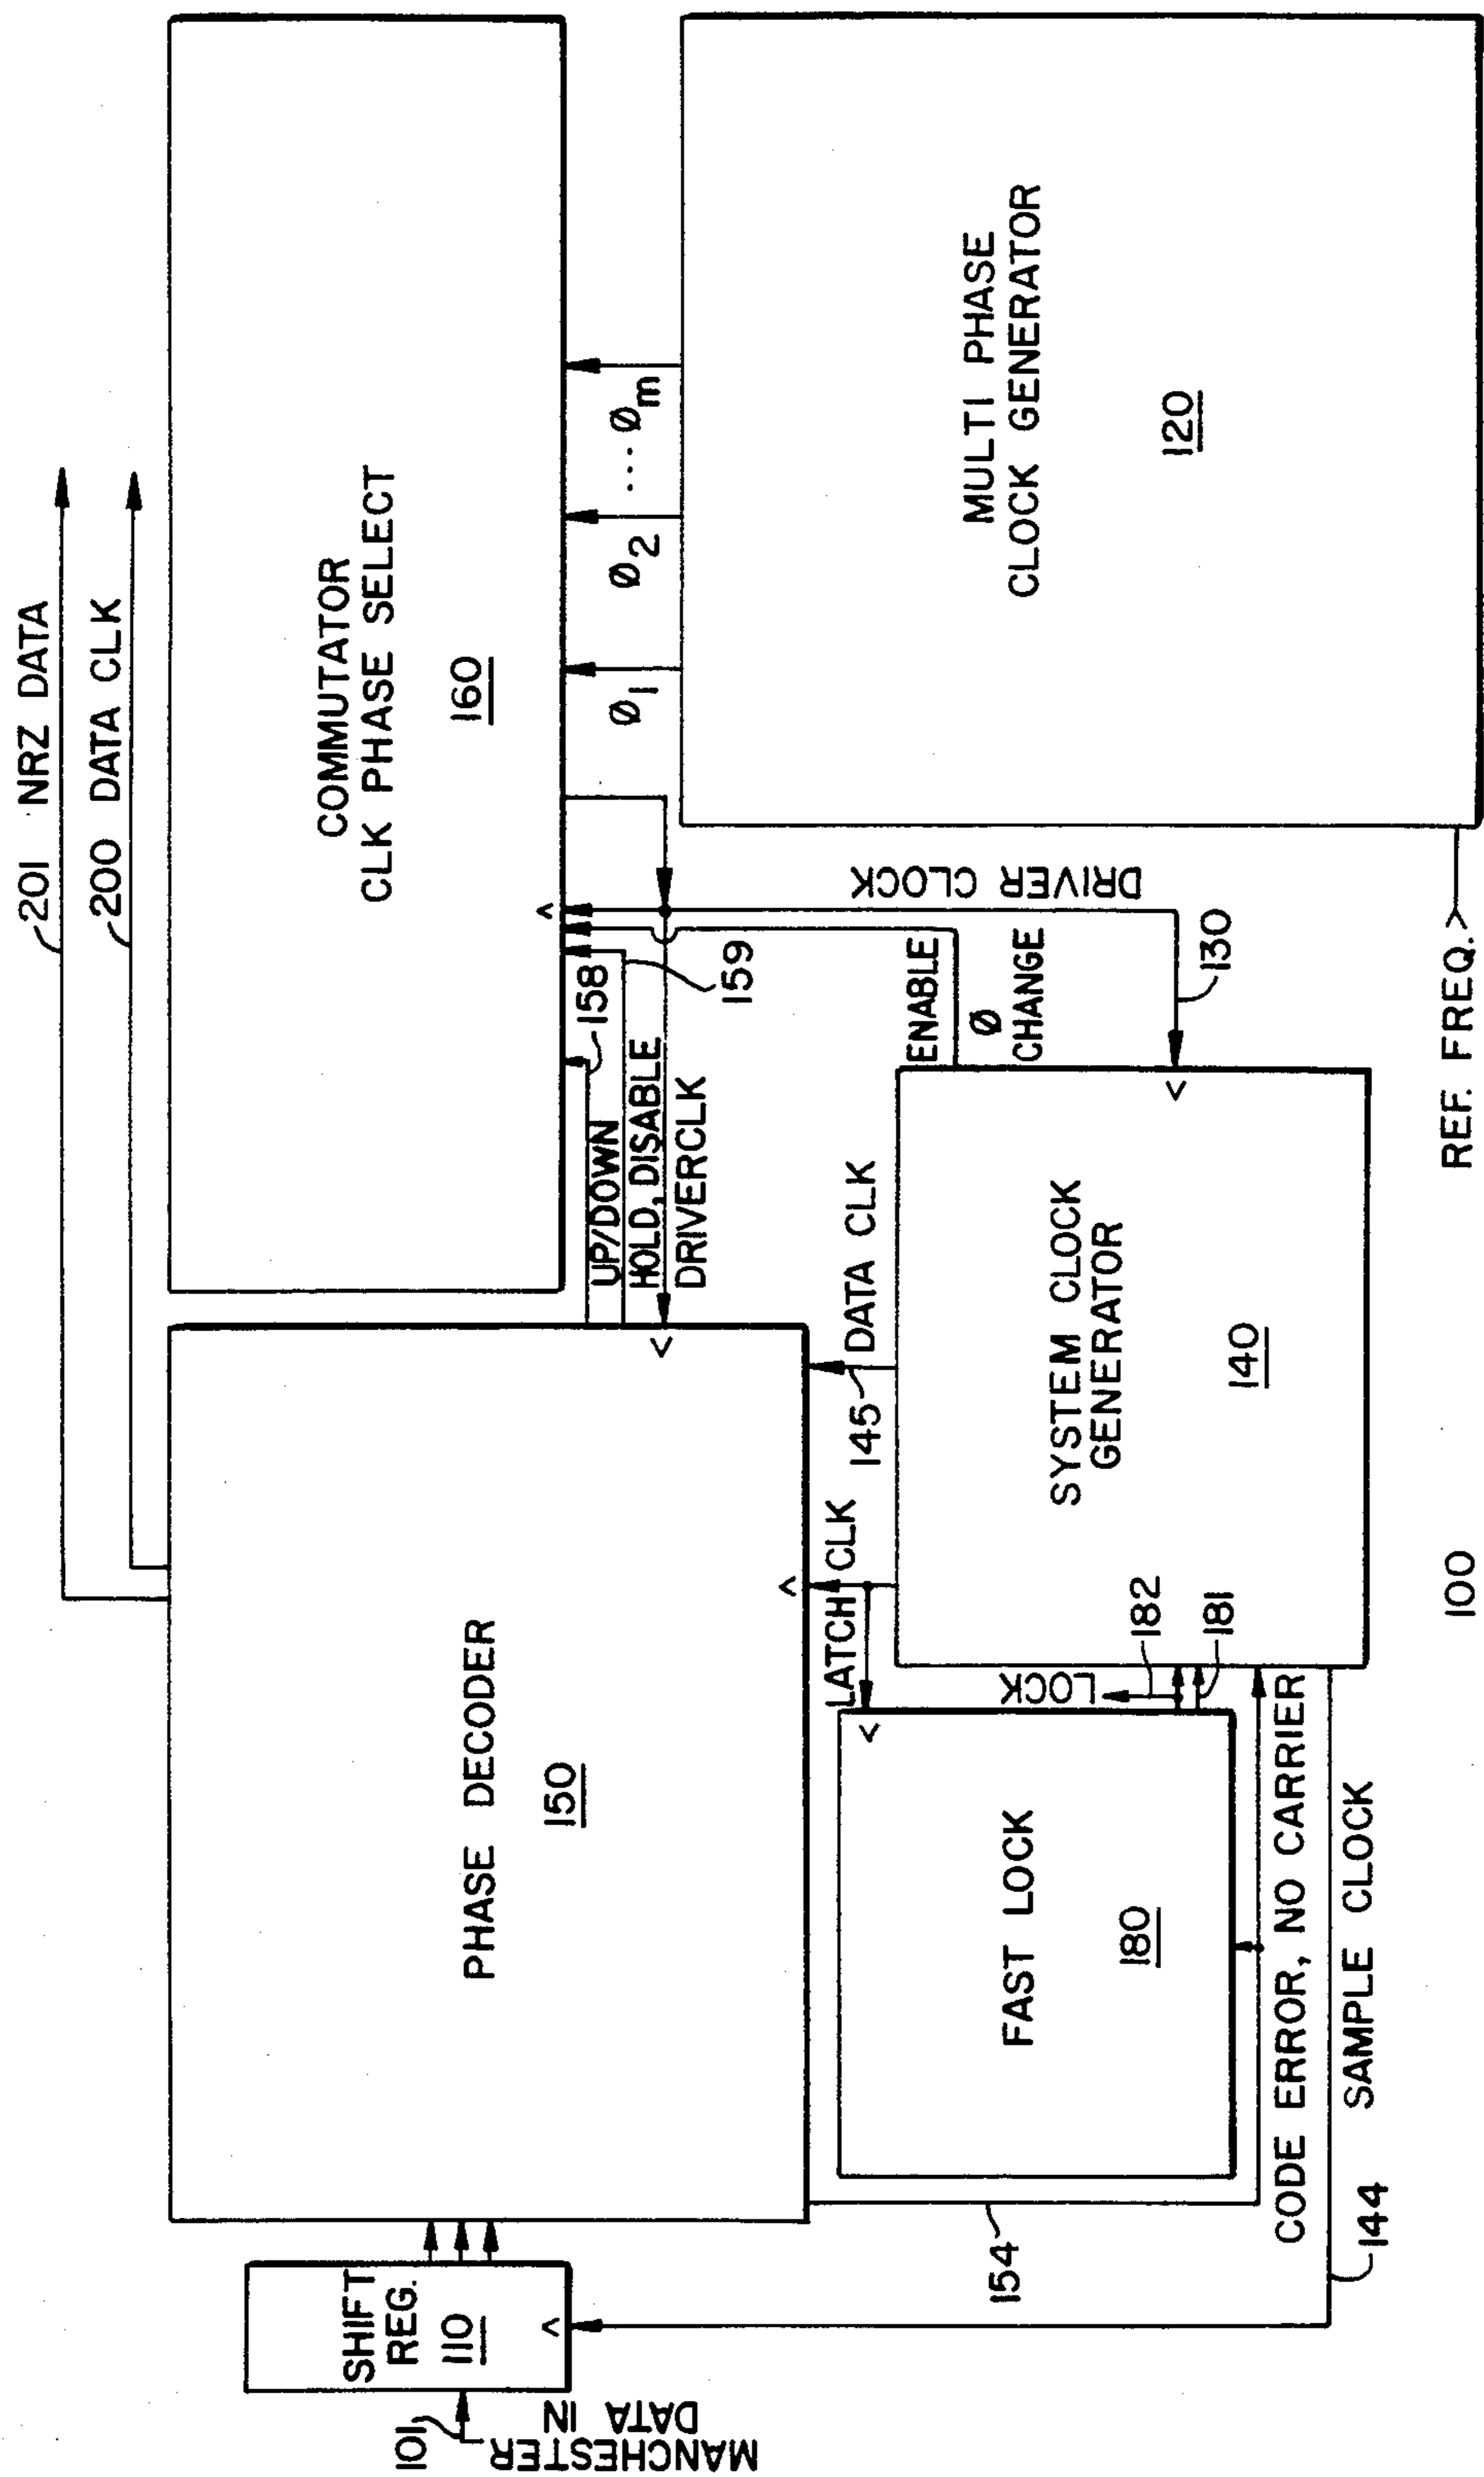 201 NRZ DATA
200 DATA CLK
COMMUTATOR
CLK PHASE SELECT
160
Ø1
Ø2
...Øm
MULTI PHASE
CLOCK GENERATOR
120
REF. FREQ.
DRIVER CLOCK
130
ENABLE
Ø
CHANGE
158
159
UP/DOWN
HOLD, DISABLE
DRIVERCLK
PHASE DECODER
150
145
DATA CLK
LATCH CLK
SYSTEM CLOCK
GENERATOR
140
LOCK
182
181
FAST LOCK
180
154
CODE ERROR, NO CARRIER
SAMPLE CLOCK
144
SHIFT
REG.
110
101
MANCHESTER
DATA IN
100